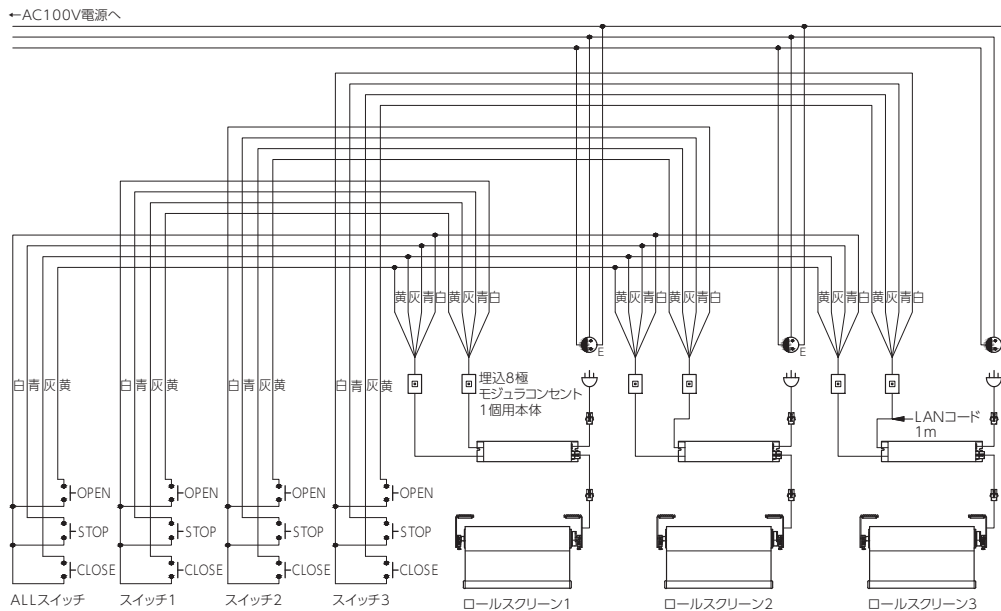 ←AC100V電源へ
黄灰青白
黄灰青白
黄灰青白
黄灰青白
黄灰青白
黄灰青白
E
E
白青灰黄
白青灰黄
白青灰黄
白青灰黄
埋込8極
モジュラコンセント
1個用本体
LANコード
1m
OPEN
OPEN
OPEN
OPEN
STOP
STOP
STOP
STOP
CLOSE
CLOSE
CLOSE
CLOSE
ALLスイッチ
スイッチ1
スイッチ2
スイッチ3
ロールスクリーン1
ロールスクリーン2
ロールスクリーン3